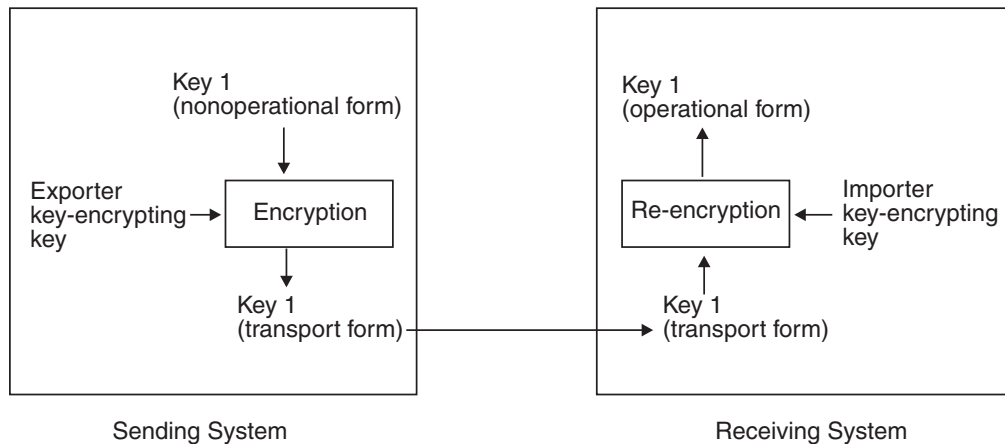 Key 1
(nonoperational form)
Exporter
key-encrypting
key
Encryption
Key 1
(transport form)
Sending System
Key 1
(operational form)
Re-encryption
Importer
key-encrypting
key
Key 1
(transport form)
Receiving System